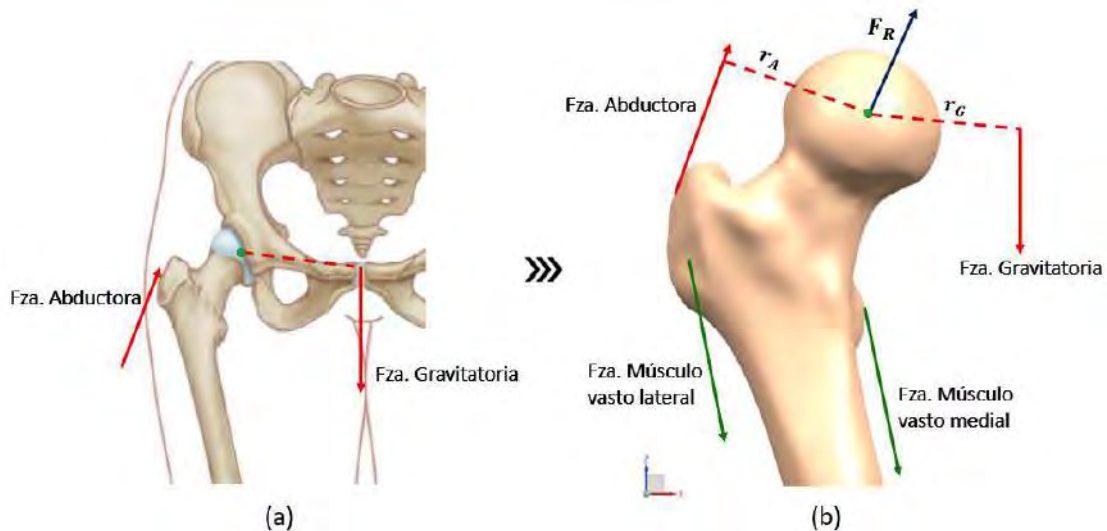 Fza. Abductora
Fza. Gravitatoria
(a)
F_R
r_A
r_G
Fza. Abductora
Fza. Gravitatoria
Fza. Músculo
vasto lateral
Fza. Músculo
vasto medial
(b)